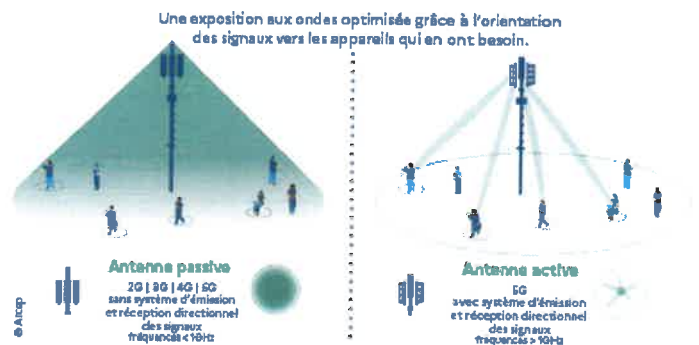 Une exposition aux ondes optimisée grâce à l'orientation
des signaux vers les appareils qui en ont besoin.
Antenne passive
2G | 3G | 4G | 5G
sans système d'émission
et réception directionnel
des signaux
fréquences < 1GHz
Antenne active
5G
avec système d'émission
et réception directionnel
des signaux
fréquences > 1GHz
© Arcep